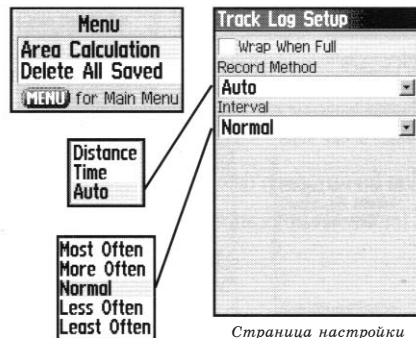 Menu
Area Calculation
Delete All Saved
MENU for Main Menu
Track Log Setup
Wrap When Full
Record Method
Auto
Interval
Normal
Distance
Time
Auto
Most Often
More Often
Normal
Less Often
Least Often
Страница настройки